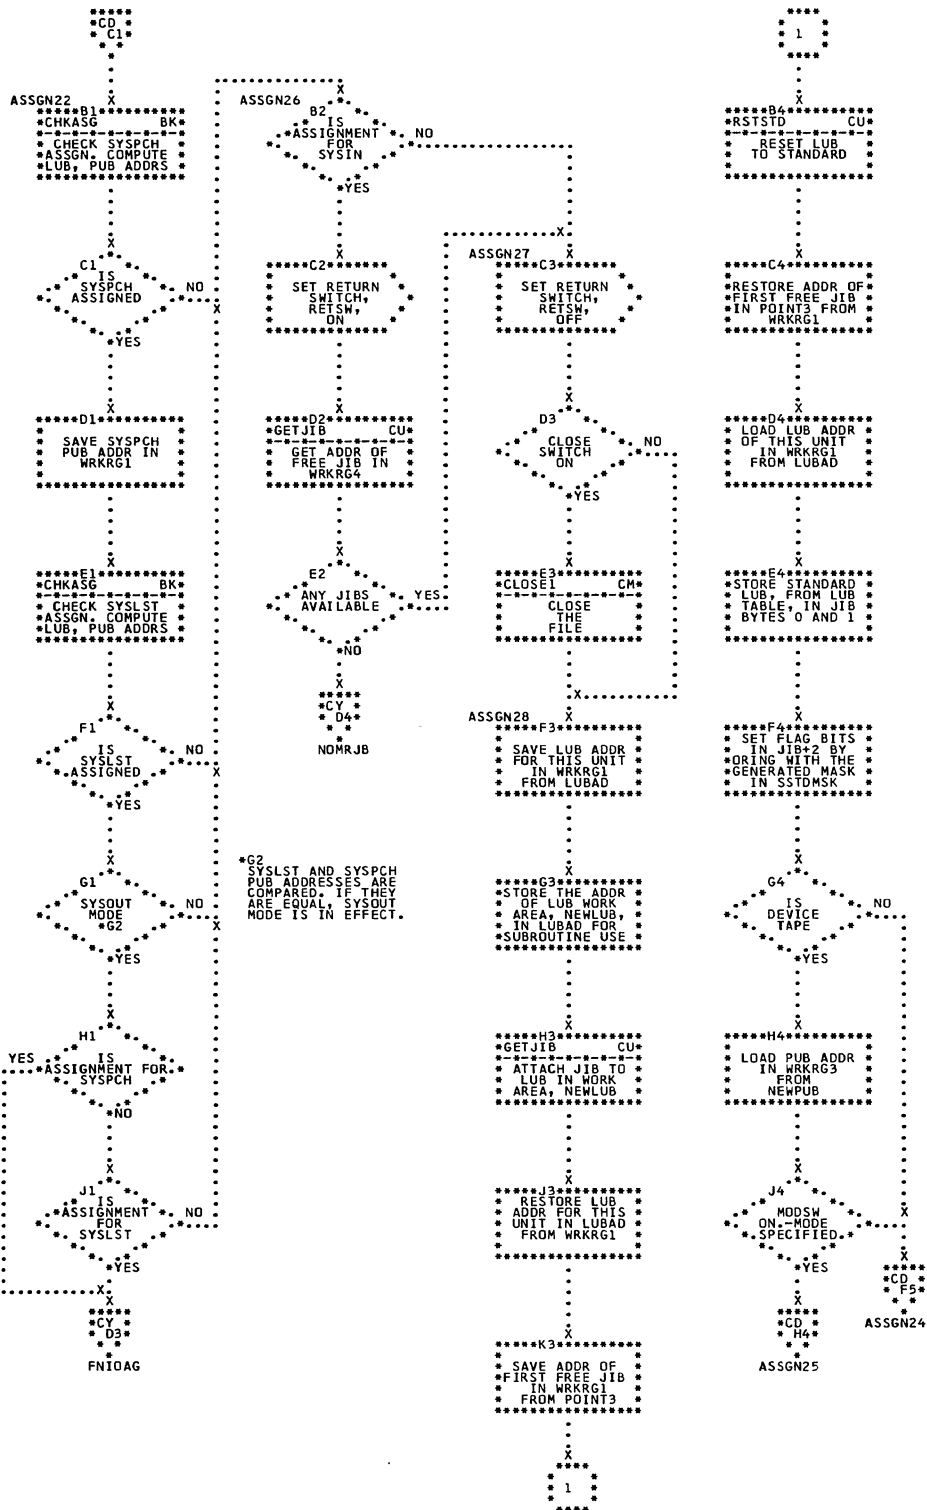 CD
C1
ASSGN22
B1
CHKASG BK
CHECK SYSPCH
ASSGN. COMPUTE
LUB, PUB ADDRS
C1
IS
SYSPCH
ASSIGNED
NO
YES
D1
SAVE SYSPCH
PUB ADDR IN
WRKRG1
E1
CHKASG BK
CHECK SYSLST
ASSGN. COMPUTE
LUB, PUB ADDRS
F1
IS
SYSLST
ASSIGNED
NO
YES
G1
SYSOUT
MODE
*G2
NO
YES
H1
IS
ASSIGNMENT FOR
SYSPCH
YES
NO
J1
IS
ASSIGNMENT
FOR
SYSLST
NO
YES
CY
D3
FNIOAG
ASSGN26
B2
IS
ASSIGNMENT
FOR
SYSIN
NO
YES
C2
SET RETURN
SWITCH,
RETSW,
ON
D2
GETJIB CU
GET ADDR OF
FREE JIB IN
WRKRG4
E2
ANY JIBS
AVAILABLE
YES
NO
CY
D4
NOMRJB
*G2
SYSLST AND SYSPCH
PUB ADDRESSES ARE
COMPARED. IF THEY
ARE EQUAL, SYSOUT
MODE IS IN EFFECT.
ASSGN27
C3
SET RETURN
SWITCH,
RETSW,
OFF
D3
CLOSE
SWITCH
ON
NO
YES
E3
CLOSE1 CM
CLOSE
THE
FILE
ASSGN28
F3
SAVE LUB ADDR
FOR THIS UNIT
IN WRKRG1
FROM LUBAD
G3
STORE THE ADDR
OF LUB WORK
AREA, NEWLUB,
IN LUBAD FOR
SUBROUTINE USE
H3
GETJIB CU
ATTACH JIB TO
LUB IN WORK
AREA, NEWLUB
J3
RESTORE LUB
ADDR FOR THIS
UNIT IN LUBAD
FROM WRKRG1
K3
SAVE ADDR OF
FIRST FREE JIB
IN WRKRG1
FROM POINT3
1
1
B4
RSTSTD CU
RESET LUB
TO STANDARD
C4
RESTORE ADDR OF
FIRST FREE JIB
IN POINT3 FROM
WRKRG1
D4
LOAD LUB ADDR
OF THIS UNIT
IN WRKRG1
FROM LUBAD
E4
STORE STANDARD
LUB, FROM LUB
TABLE, IN JIB
BYTES 0 AND 1
F4
SET FLAG BITS
IN JIB+2 BY
ORING WITH THE
GENERATED MASK
IN SSTDMSK
G4
IS
DEVICE
TAPE
NO
YES
H4
LOAD PUB ADDR
IN WRKRG3
FROM
NEWPUB
J4
MODSW
ON.-MODE
SPECIFIED.
NO
YES
CD
H4
ASSGN25
CD
F5
ASSGN24